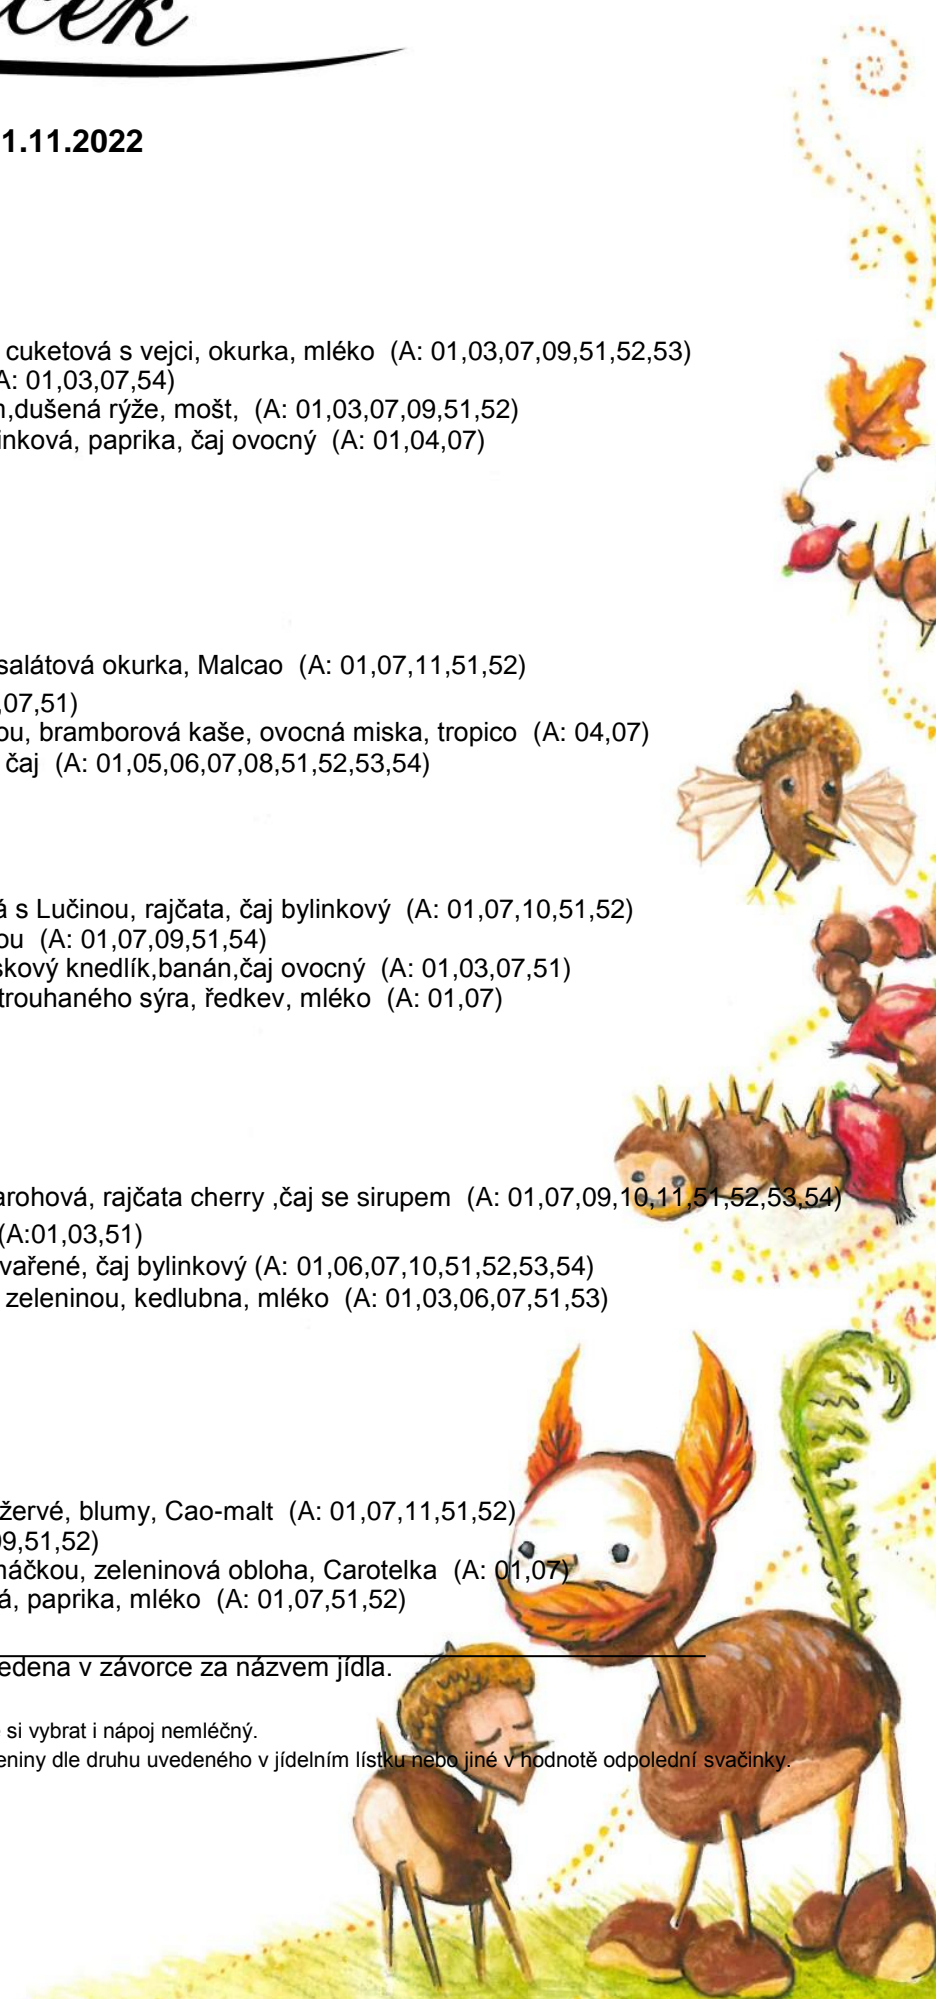 ček
1.11.2022
cuketová s vejci, okurka, mléko (A: 01,03,07,09,51,52,53)
A: 01,03,07,54)
,dušená rýže, mošt, (A: 01,03,07,09,51,52)
inková, paprika, čaj ovocný (A: 01,04,07)
salátová okurka, Malcao (A: 01,07,11,51,52)
,07,51)
ou, bramborová kaše, ovocná miska, tropico (A: 04,07)
čaj (A: 01,05,06,07,08,51,52,53,54)
á s Lučinou, rajčata, čaj bylinkový (A: 01,07,10,51,52)
ou (A: 01,07,09,51,54)
skový knedlík,banán,čaj ovocný (A: 01,03,07,51)
trouhaného sýra, ředkev, mléko (A: 01,07)
arohová, rajčata cherry ,čaj se sirupem (A: 01,07,09,10,11,51,52,53,54)
(A:01,03,51)
vařené, čaj bylinkový (A: 01,06,07,10,51,52,53,54)
zeleninou, kedlubna, mléko (A: 01,03,06,07,51,53)
žervé, blumy, Cao-malt (A: 01,07,11,51,52)
09,51,52)
máčkou, zeleninová obloha, Carotelka (A: 01,07)
á, paprika, mléko (A: 01,07,51,52)
edena v závorce za názvem jídla.
si vybrat i nápoj nemléčný.
eniny dle druhu uvedeného v jídelním lístku nebo jiné v hodnotě odpolední svačinky.